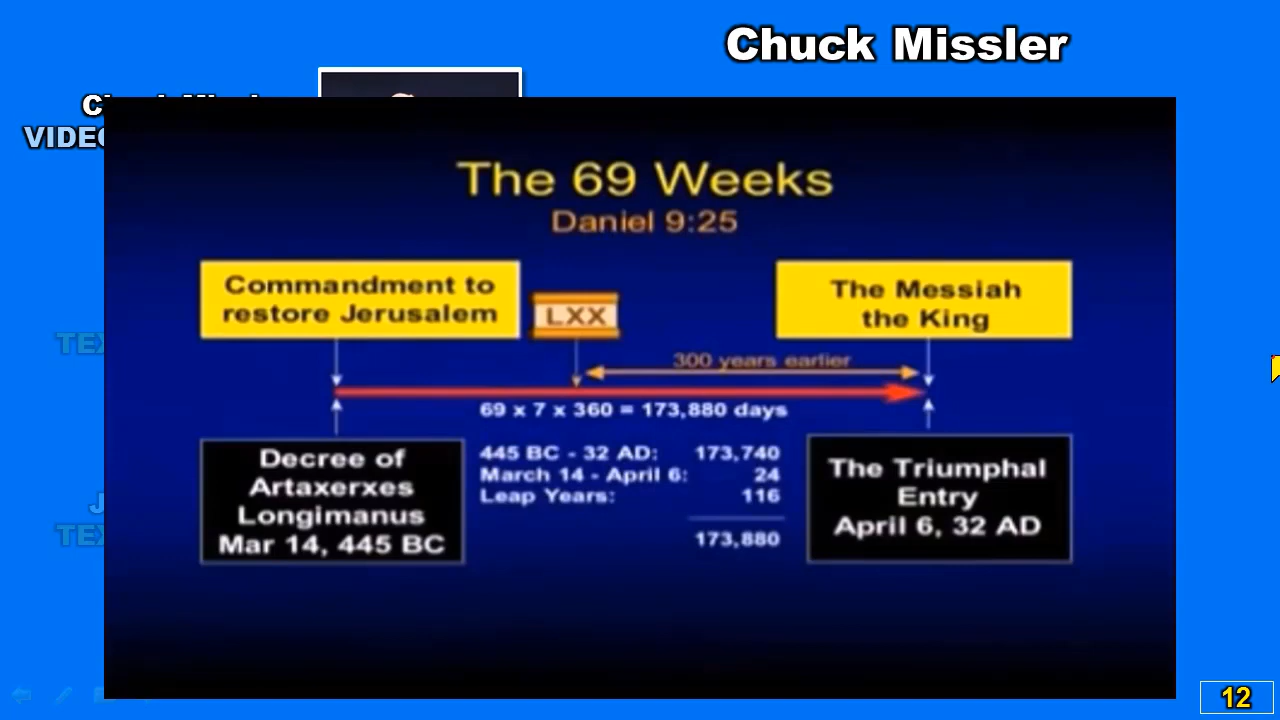 Chuck Missler
VIDEO
The 69 Weeks
Daniel 9:25
Commandment to
restore Jerusalem
LXX
The Messiah
the King
300 years earlier
69 x 7 x 360 = 173,880 days
Decree of
Artaxerxes
Longimanus
Mar 14, 445 BC
445 BC - 32 AD: 173,740
March 14 - April 6: 24
Leap Years: 116
173,880
The Triumphal
Entry
April 6, 32 AD
12